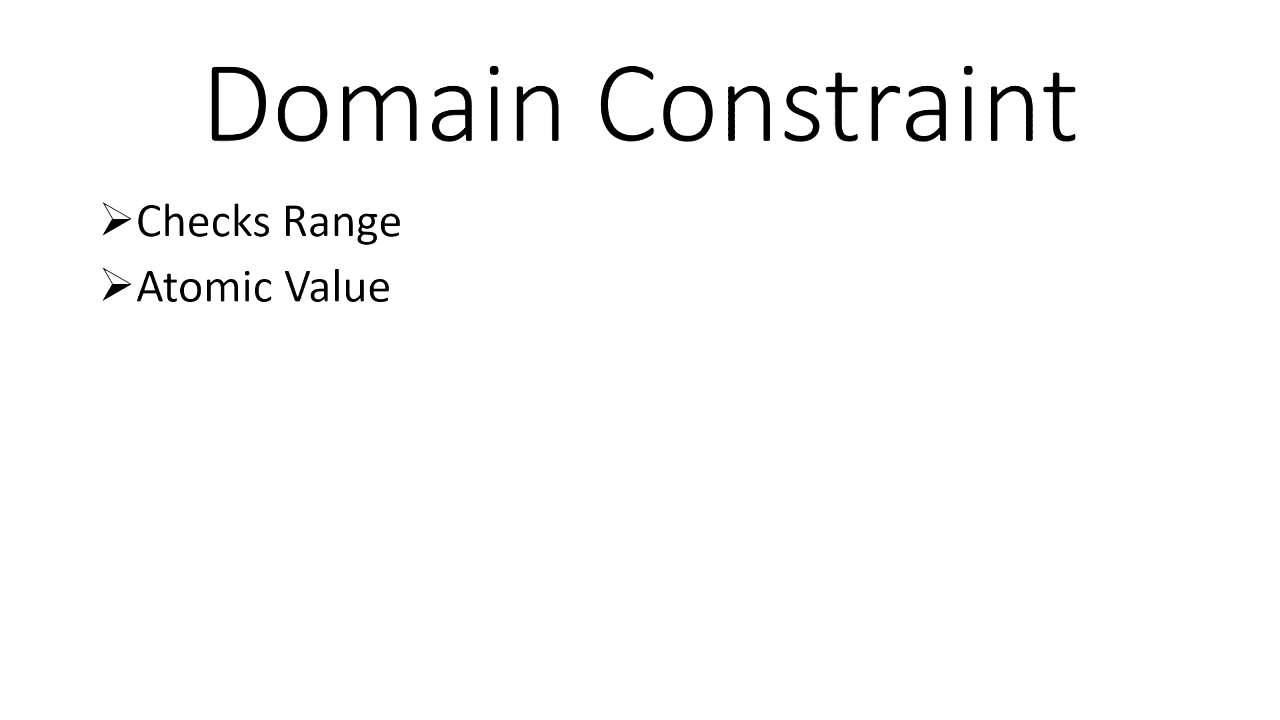 Domain Constraint
➢Checks Range
➢Atomic Value